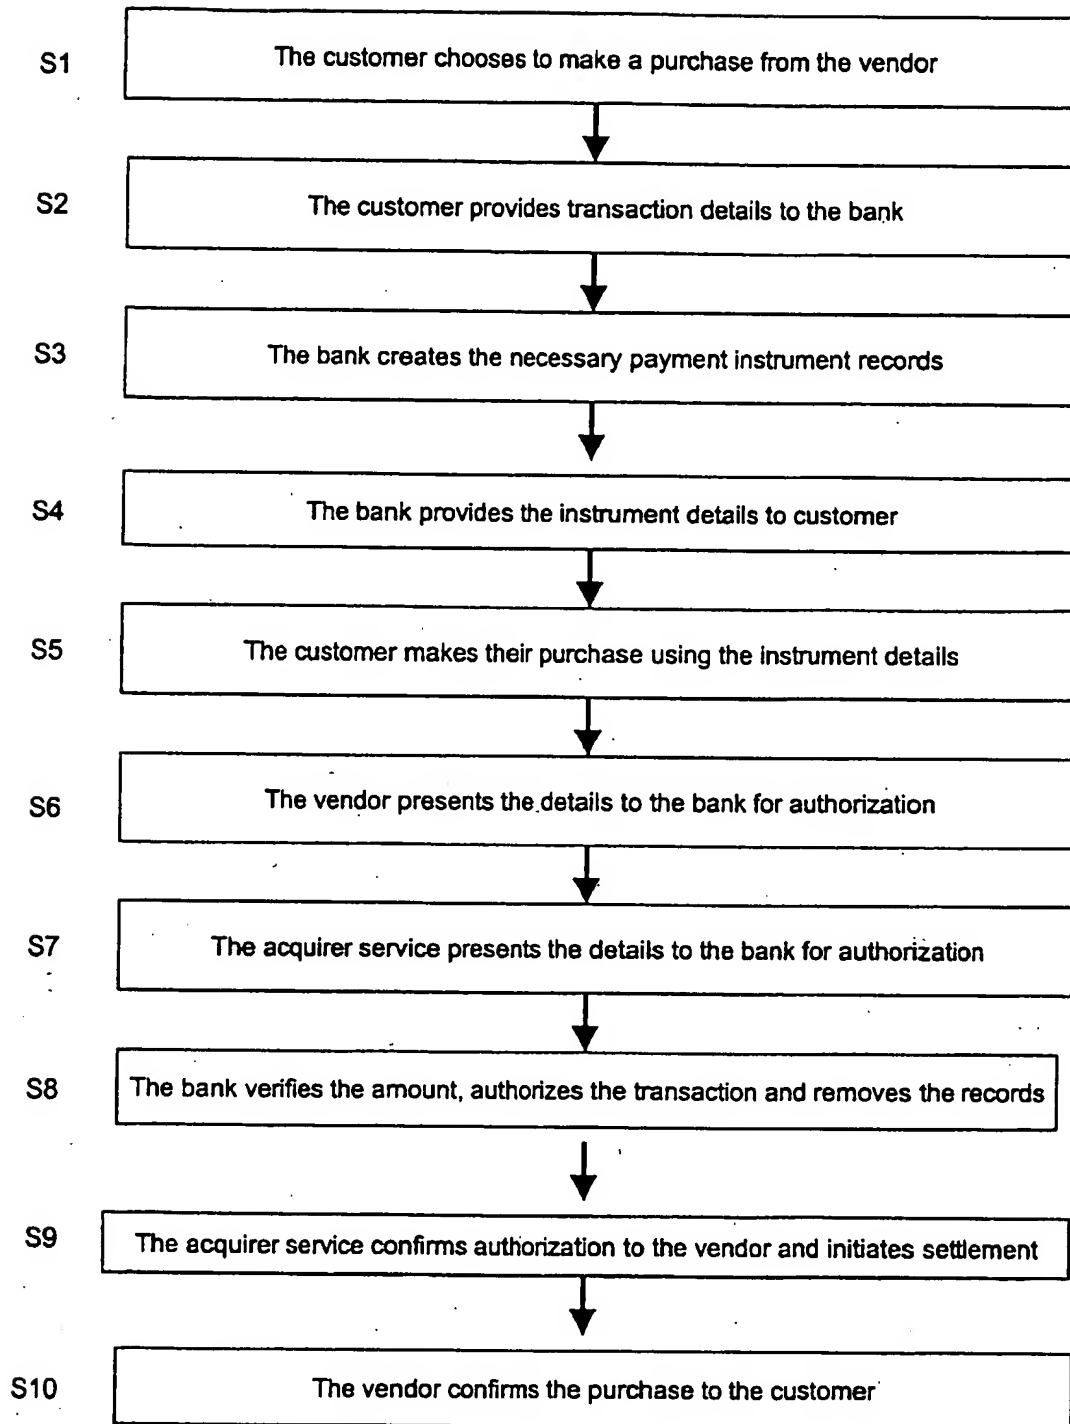 S1 The customer chooses to make a purchase from the vendor
S2 The customer provides transaction details to the bank
S3 The bank creates the necessary payment instrument records
S4 The bank provides the instrument details to customer
S5 The customer makes their purchase using the instrument details
S6 The vendor presents the details to the bank for authorization
S7 The acquirer service presents the details to the bank for authorization
S8 The bank verifies the amount, authorizes the transaction and removes the records
S9 The acquirer service confirms authorization to the vendor and initiates settlement
S10 The vendor confirms the purchase to the customer